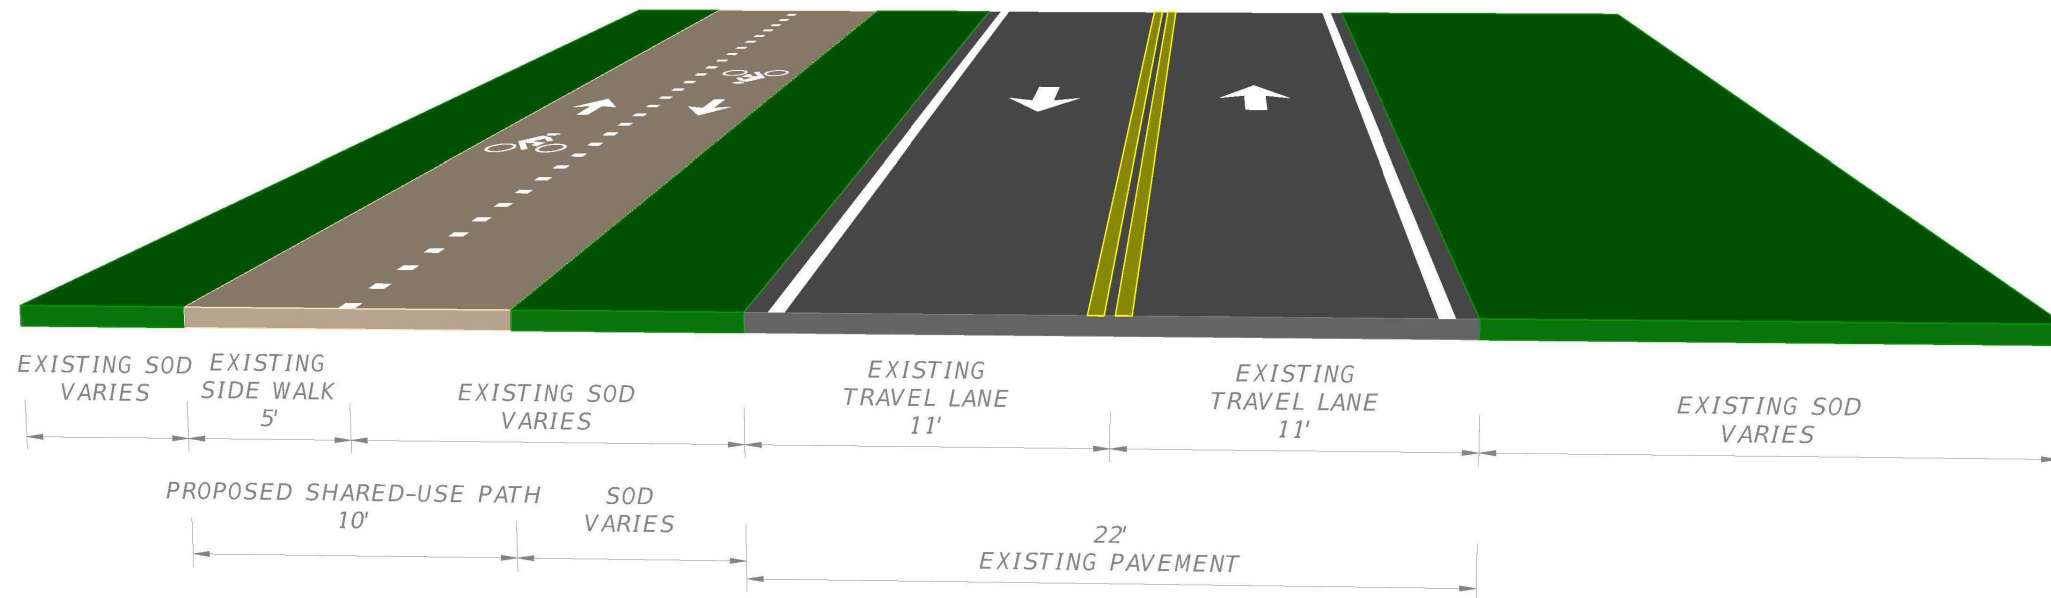 EXISTING SOD
VARIES
EXISTING
SIDE WALK
5'
EXISTING SOD
VARIES
EXISTING
TRAVEL LANE
11'
EXISTING
TRAVEL LANE
11'
EXISTING SOD
VARIES
PROPOSED SHARED-USE PATH
10'
SOD
VARIES
22'
EXISTING PAVEMENT